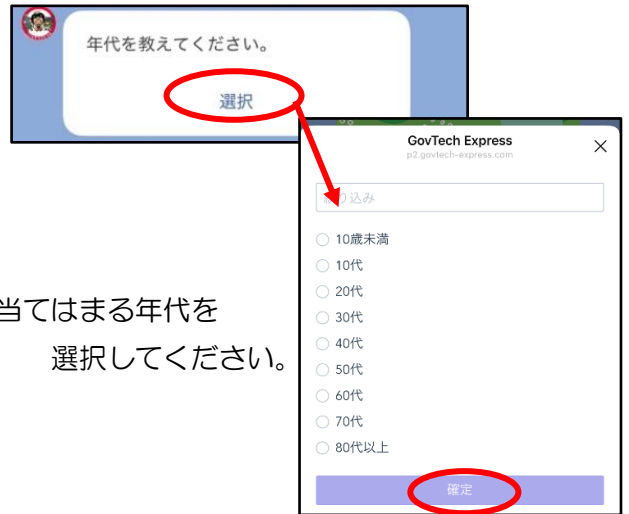 年代を教えてください。
選択
GovTech Express
p2.govtech-express.com
り込み
10歳未満
10代
20代
30代
40代
50代
60代
70代
80代以上
確定
当てはまる年代を
選択してください。